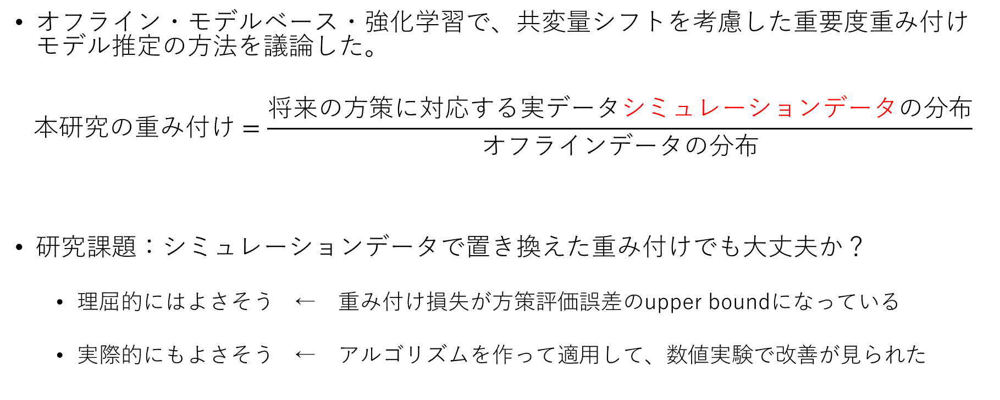 • オフライン・モデルベース・強化学習で、共変量シフトを考慮した重要度重み付け
モデル推定の方法を議論した。
将来の方策に対応する実データシミュレーションデータの分布
本研究の重み付け =
オフラインデータの分布
• 研究課題：シミュレーションデータで置き換えた重み付けでも大丈夫か？
• 理屈的にはよさそう ← 重み付け損失が方策評価誤差のupper boundになっている
• 実際的にもよさそう ← アルゴリズムを作って適用して、数値実験で改善が見られた